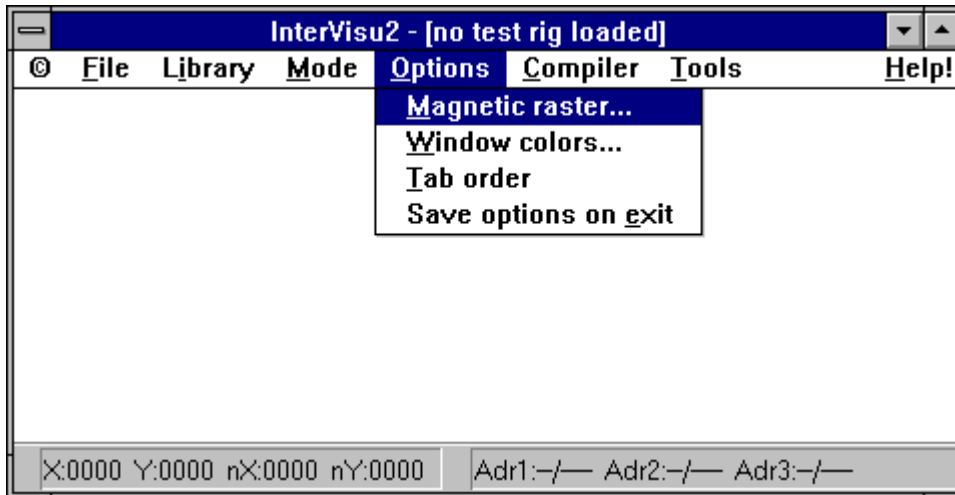 InterVisu2 - [no test rig loaded]
© File Library Mode Options Compiler Tools Help!
Magnetic raster...
Window colors...
Tab order
Save options on exit
X:0000 Y:0000 nX:0000 nY:0000 Adr1:–/–– Adr2:–/–– Adr3:–/––